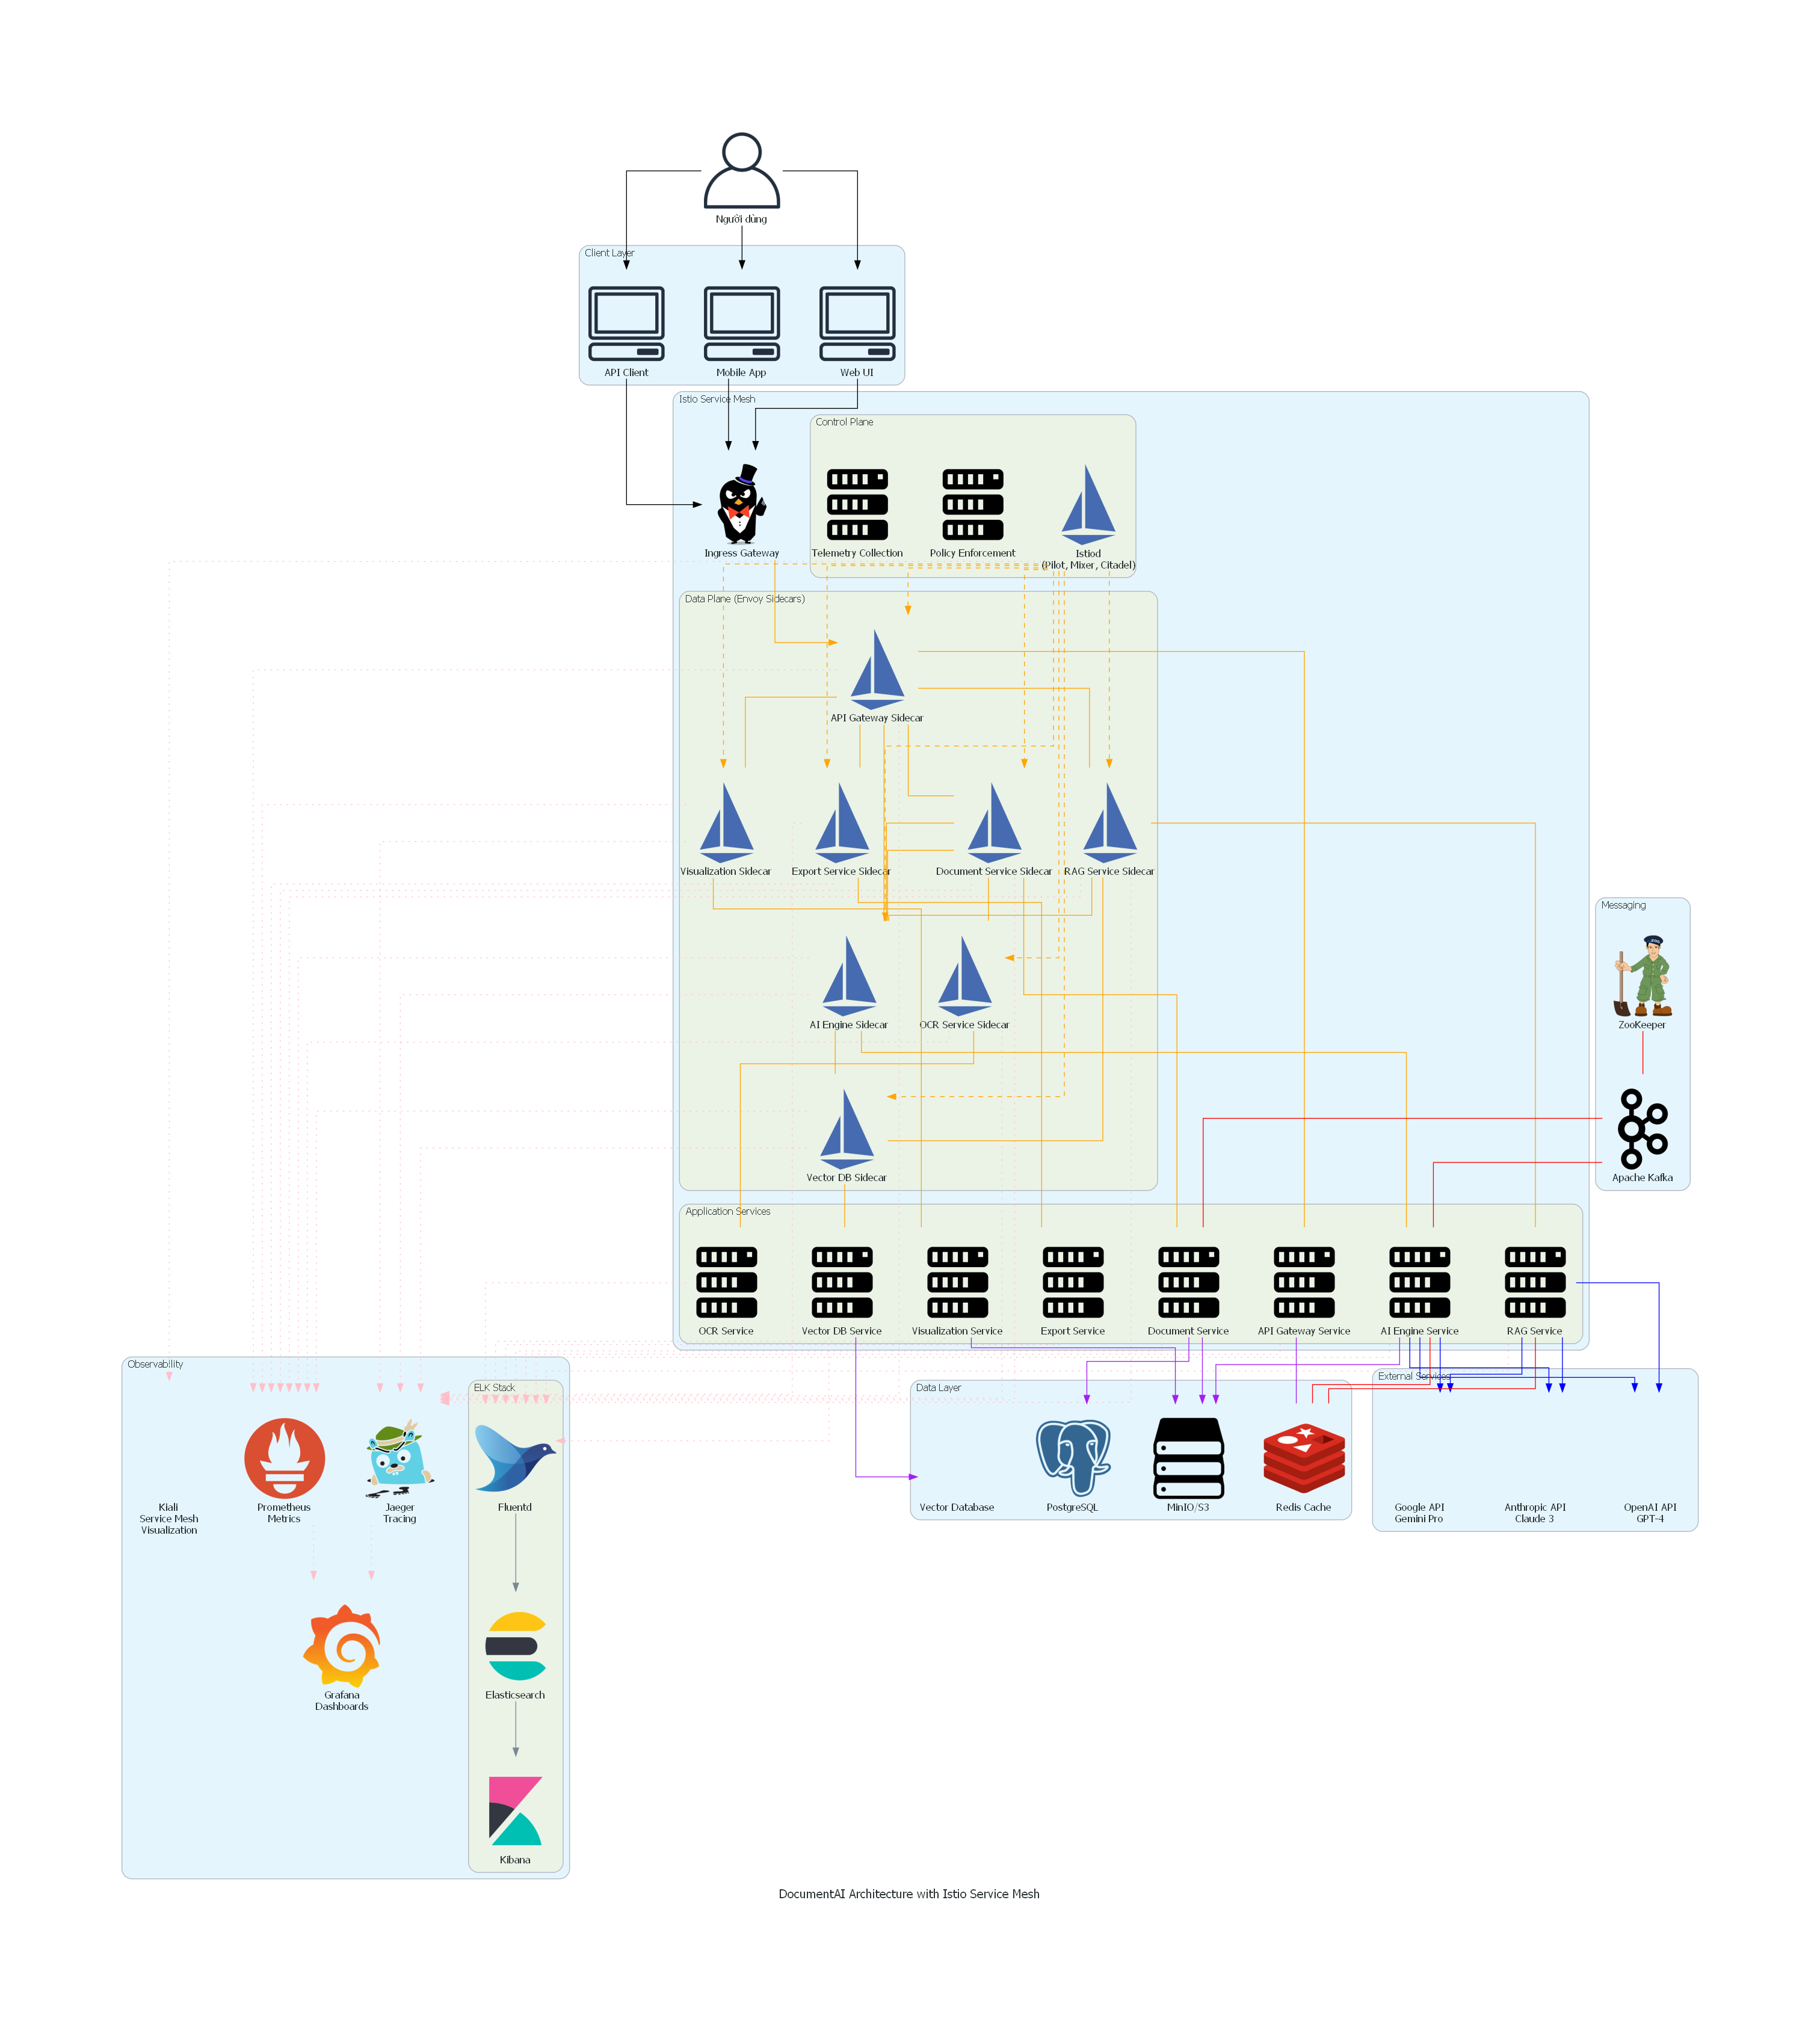 Người dùng
Client Layer
API Client
Mobile App
Web UI
Istio Service Mesh
Control Plane
Ingress Gateway
Telemetry Collection
Policy Enforcement
Istiod
(Pilot, Mixer, Citadel)
Data Plane (Envoy Sidecars)
API Gateway Sidecar
Visualization Sidecar
Export Service Sidecar
Document Service Sidecar
RAG Service Sidecar
Messaging
AI Engine Sidecar
OCR Service Sidecar
ZooKeeper
Vector DB Sidecar
Apache Kafka
Application Services
OCR Service
Vector DB Service
Visualization Service
Export Service
Document Service
API Gateway Service
AI Engine Service
RAG Service
Observability
ELK Stack
Data Layer
External Services
Kiali
Service Mesh
Visualization
Prometheus
Metrics
Jaeger
Tracing
Fluentd
Vector Database
PostgreSQL
MinIO/S3
Redis Cache
Google API
Gemini Pro
Anthropic API
Claude 3
OpenAI API
GPT-4
Grafana
Dashboards
Elasticsearch
Kibana
DocumentAI Architecture with Istio Service Mesh